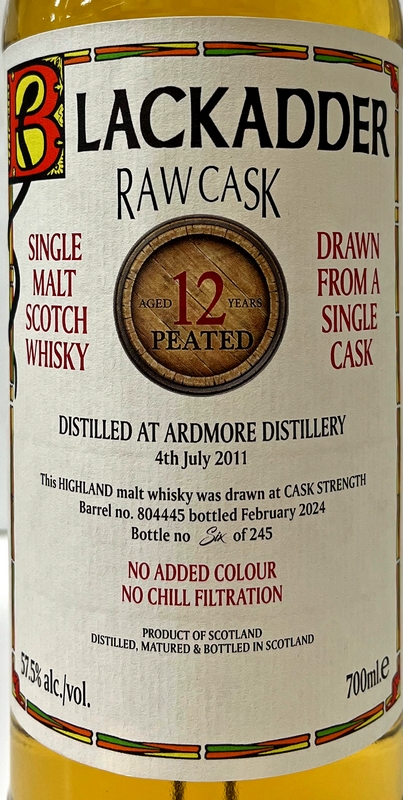 BLACKADDER
RAW CASK
SINGLE
MALT
SCOTCH
WHISKY
AGED 12 YEARS
PEATED
DRAWN
FROM A
SINGLE
CASK
DISTILLED AT ARDMORE DISTILLERY
4th July 2011
This HIGHLAND malt whisky was drawn at CASK STRENGTH
Barrel no. 804445 bottled February 2024
Bottle no Six of 245
NO ADDED COLOUR
NO CHILL FILTRATION
PRODUCT OF SCOTLAND
DISTILLED, MATURED & BOTTLED IN SCOTLAND
57.5% alc./vol.
700ml.e